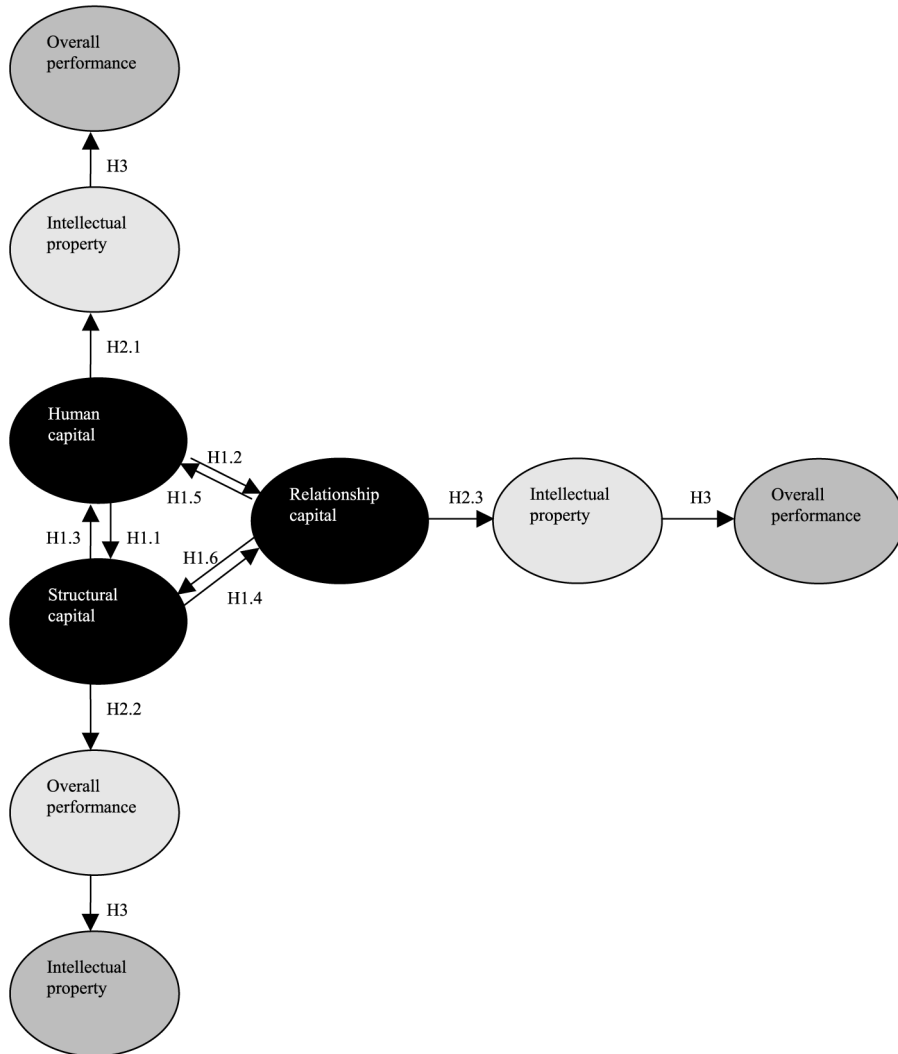 Overall
performance
H3
Intellectual
property
H2.1
Human
capital
H1.2
H1.5
Relationship
capital
H2.3
Intellectual
property
H3
Overall
performance
H1.3
H1.1
H1.6
H1.4
Structural
capital
H2.2
Overall
performance
H3
Intellectual
property